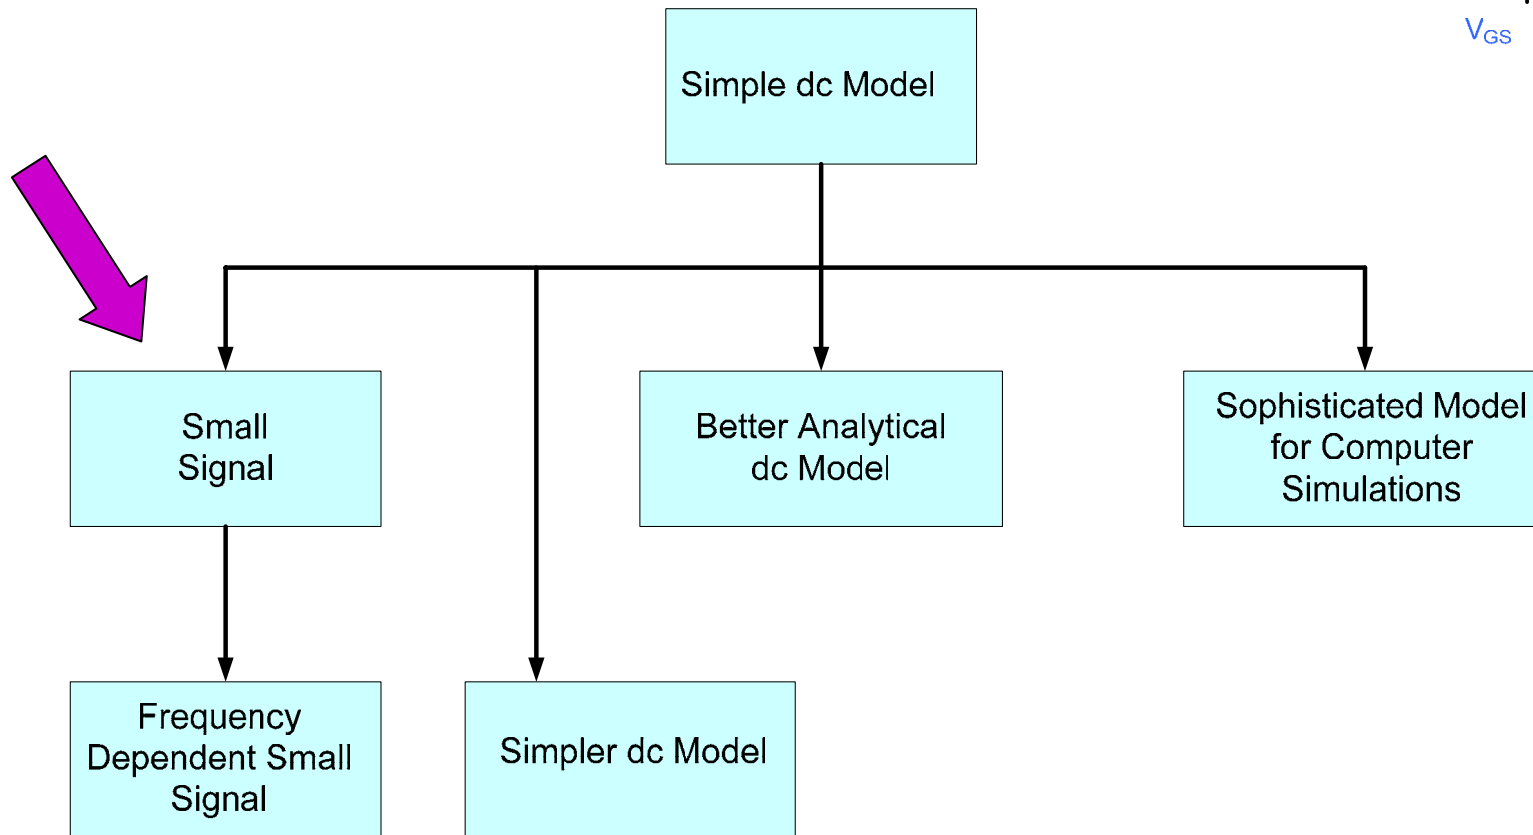 V_GS
Simple dc Model
Small
Signal
Better Analytical
dc Model
Sophisticated Model
for Computer
Simulations
Frequency
Dependent Small
Signal
Simpler dc Model